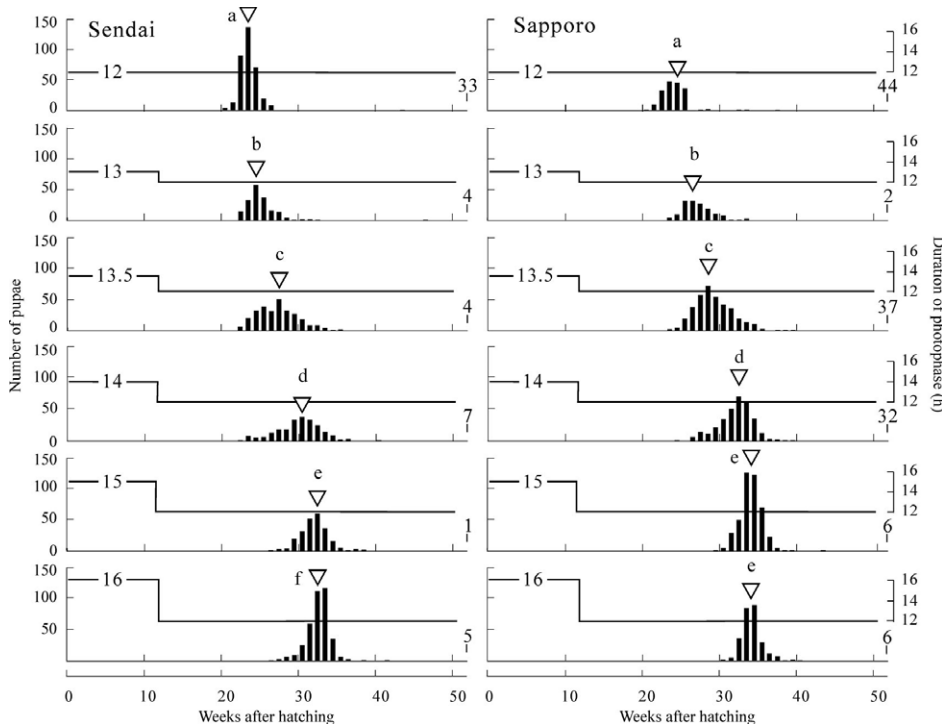 Sendai Sapporo
150 a 16
100 a 14
50 12 12 12
0 33 44
150 b b 16
100 14
50 13 13 12
0 4 2
150 c c 16
100 14
50 13.5 13.5 12
0 4 37
150 d d 16
100 14
50 14 14 12
0 7 32
150 e e 16
100 14
50 15 15 12
0 1 6
150 f e 16
100 16 16 14
50 12
5 6
0 10 20 30 40 50 0 10 20 30 40 50
Weeks after hatching Weeks after hatching
Number of pupae
Duration of photophase (h)